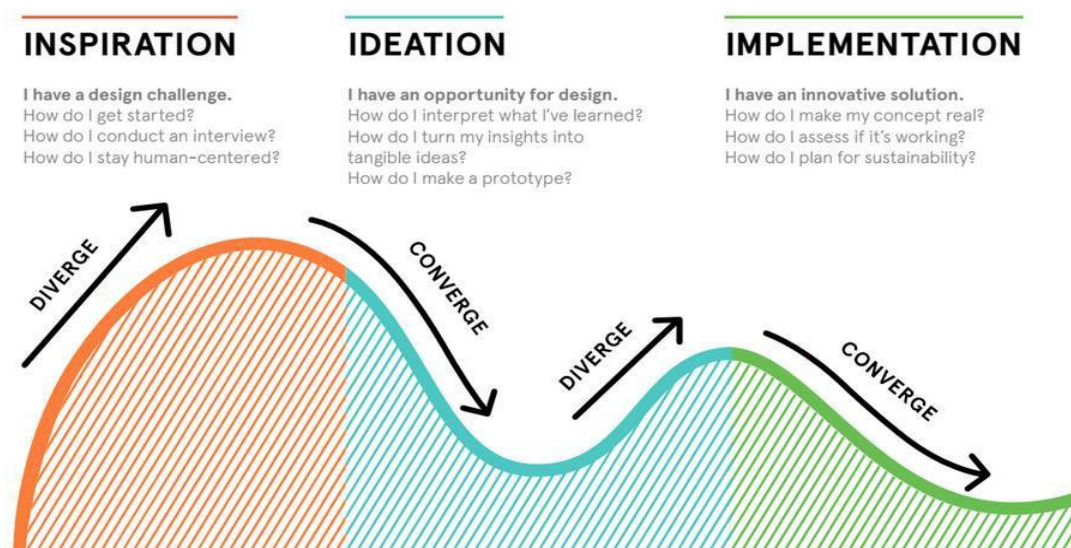 INSPIRATION
I have a design challenge.
How do I get started?
How do I conduct an interview?
How do I stay human-centered?
IDEATION
I have an opportunity for design.
How do I interpret what I've learned?
How do I turn my insights into
tangible ideas?
How do I make a prototype?
IMPLEMENTATION
I have an innovative solution.
How do I make my concept real?
How do I assess if it's working?
How do I plan for sustainability?
DIVERGE
CONVERGE
DIVERGE
CONVERGE